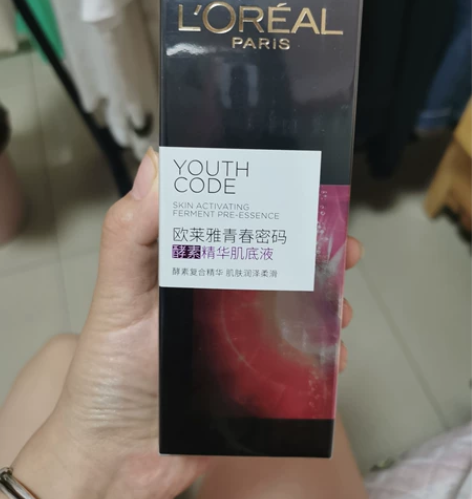 L'ORÉAL
PARIS
YOUTH
CODE
SKIN ACTIVATING
FERMENT PRE-ESSENCE
欧莱雅青春密码
酵素精华肌底液
酵素复合精华 肌肤润泽柔滑